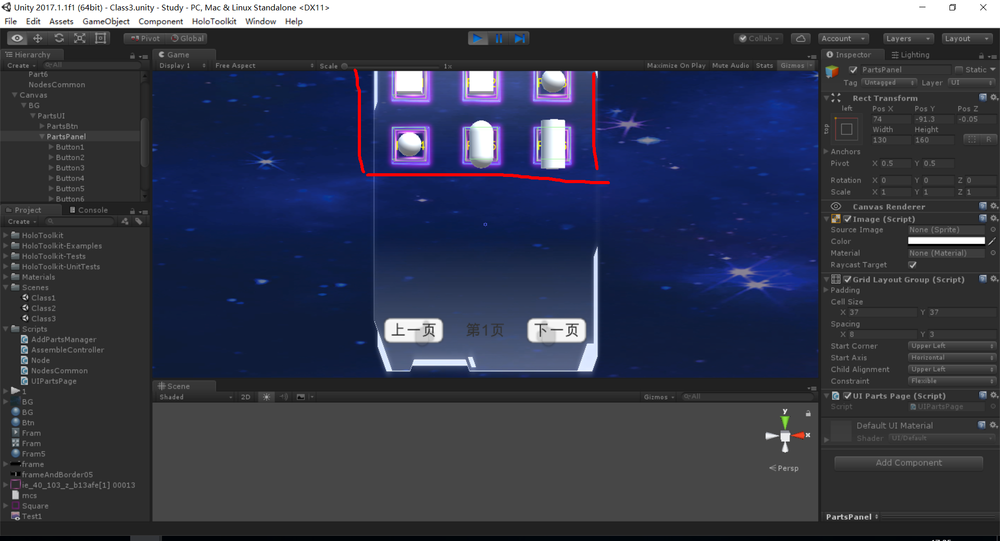 Unity 2017.1.1f1 (64bit) - Class3.unity - Study - PC, Mac & Linux Standalone <DX11>
File Edit Assets GameObject Component HoloToolkit Window Help
Pivot Global Collab Account Layers Layout
Hierarchy
Create All
Part6
NodesCommon
Canvas
BG
PartsUI
PartsBtn
PartsPanel
Button1
Button2
Button3
Button4
Button5
Button6
Project Console
Create
HoloToolkit
HoloToolkit-Examples
HoloToolkit-Tests
HoloToolkit-UnitTests
Materials
Scenes
Class1
Class2
Class3
Scripts
AddPartsManager
AssembleController
Node
NodesCommon
UIPartsPage
1
BG
BG
Btn
Fram
Fram
Fram5
frame
frameAndBorder05
ie_40_103_z_b13afe[1] 00013
mcs
Square
Test1
Game
Display 1 Free Aspect Scale 1x Maximize On Play Mute Audio Stats Gizmos
上一页 第1页 下一页
Scene
Shaded 2D Gizmos All
y
x
Persp
Inspector Lighting
PartsPanel Static
Tag Untagged Layer UI
Rect Transform
left Pos X Pos Y Pos Z
top 74 -91.3 -0.05
Width Height
130 160 R
Anchors
Pivot X 0.5 Y 0.5
Rotation X 0 Y 0 Z 0
Scale X 1 Y 1 Z 1
Canvas Renderer
Image (Script)
Source Image None (Sprite)
Color
Material None (Material)
Raycast Target
Grid Layout Group (Script)
Padding
Cell Size
X 37 Y 37
Spacing
X 8 Y 3
Start Corner Upper Left
Start Axis Horizontal
Child Alignment Upper Left
Constraint Flexible
UI Parts Page (Script)
Script UIPartsPage
Default UI Material
Shader UI/Default
Add Component
PartsPanel